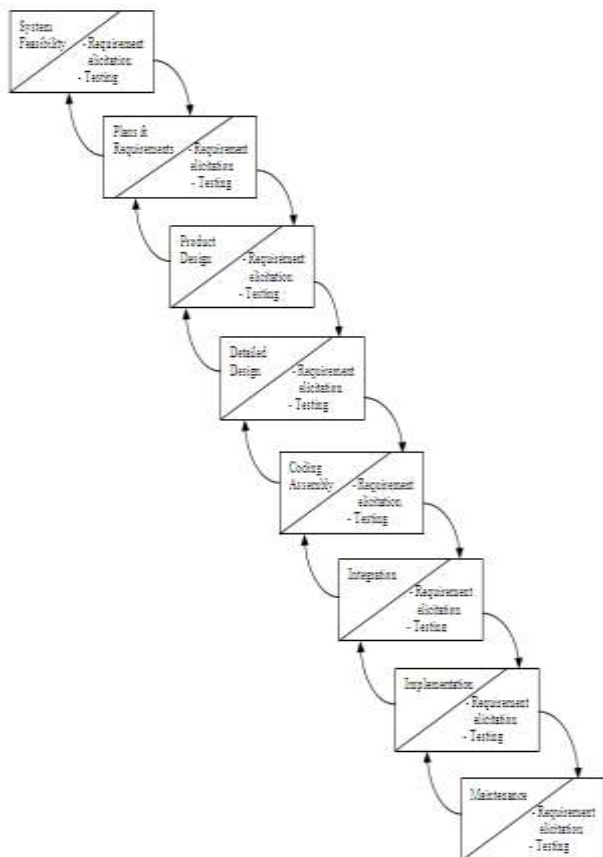 System
Feasibility
- Requirement
elicitation
- Testing
Plans &
Requirements
- Requirement
elicitation
- Testing
Product
Design
- Requirement
elicitation
- Testing
Detailed
Design
- Requirement
elicitation
- Testing
Coding
Assembly
- Requirement
elicitation
- Testing
Integration
- Requirement
elicitation
- Testing
Implementation
- Requirement
elicitation
- Testing
Maintenance
- Requirement
elicitation
- Testing